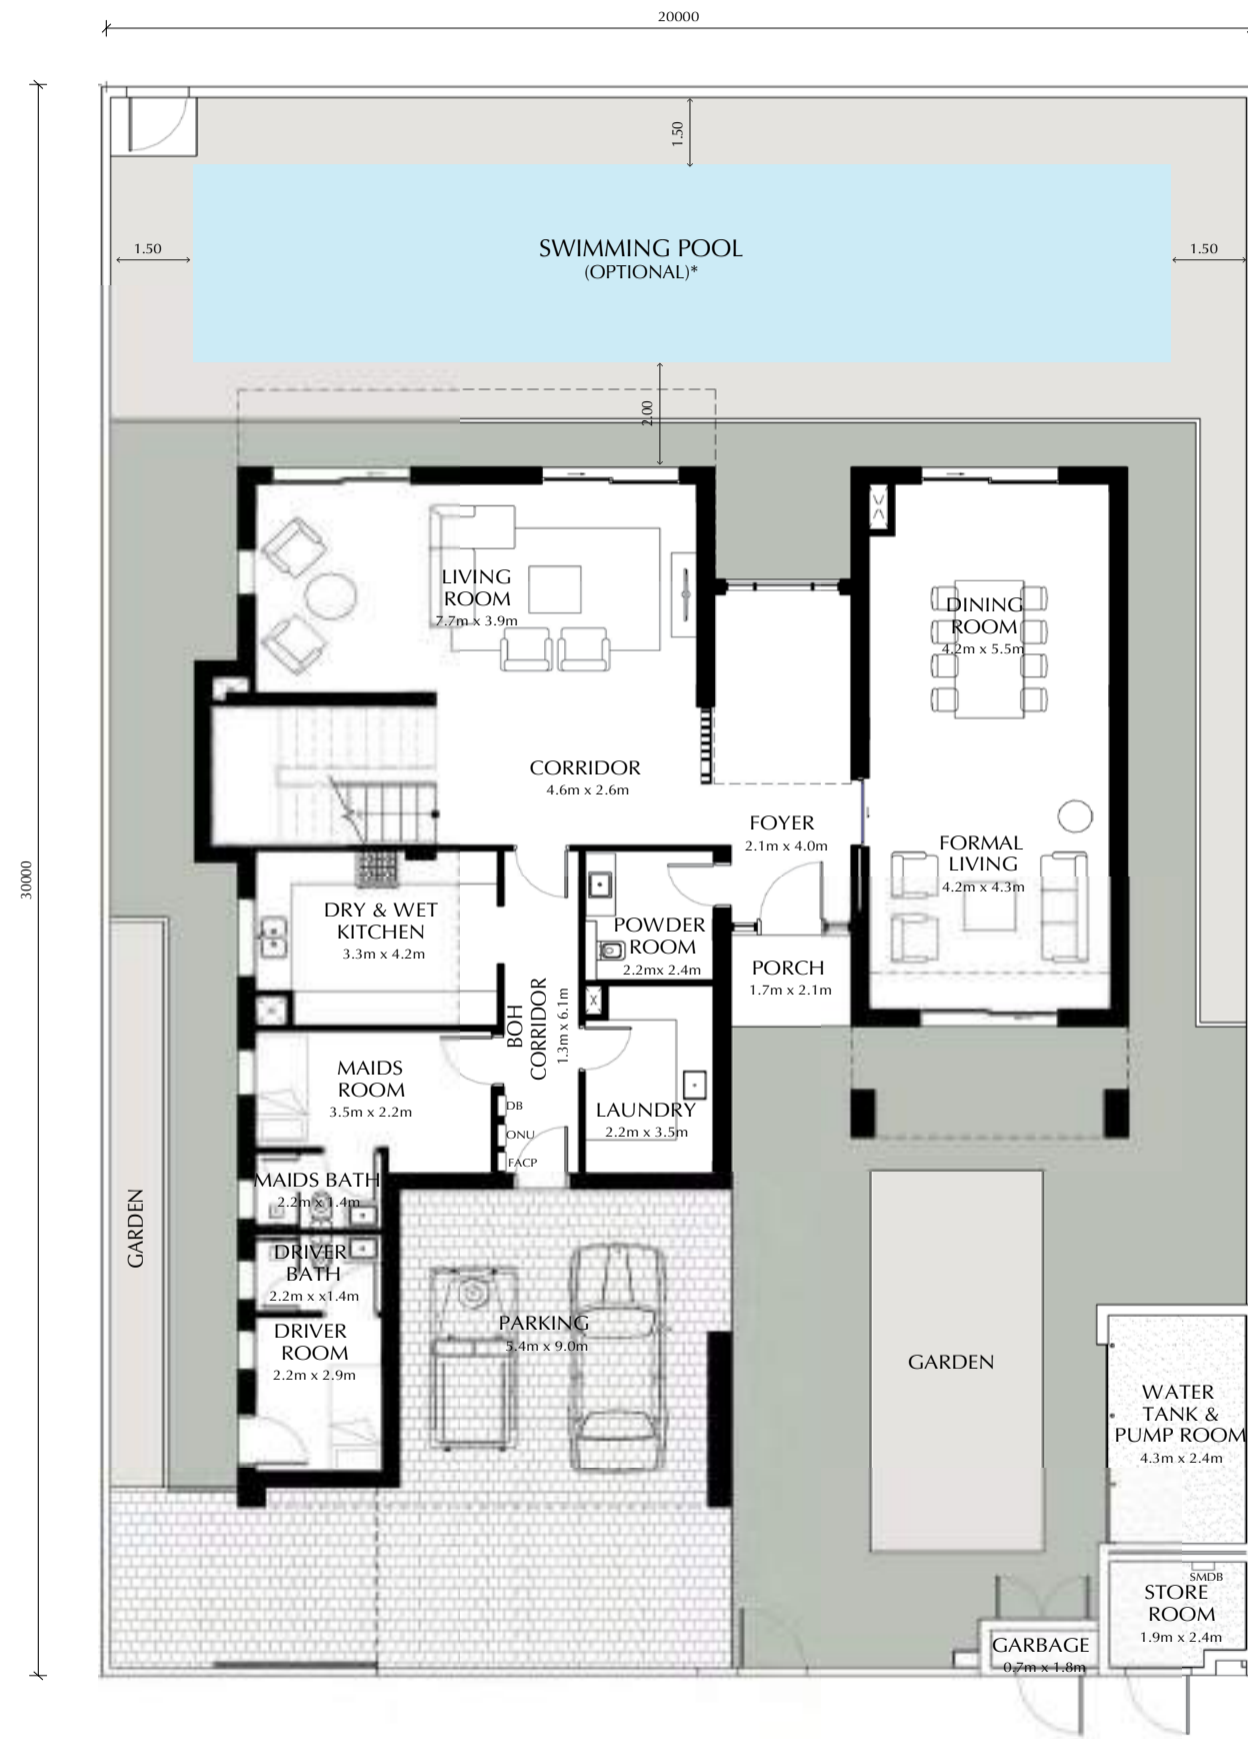 20000
30000
1.50
1.50
1.50
SWIMMING POOL
(OPTIONAL)*
2.00
LIVING
ROOM
7.7m x 3.9m
DINING
ROOM
4.2m x 5.5m
CORRIDOR
4.6m x 2.6m
FOYER
2.1m x 4.0m
FORMAL
LIVING
4.2m x 4.3m
DRY & WET
KITCHEN
3.3m x 4.2m
POWDER
ROOM
2.2mx 2.4m
PORCH
1.7m x 2.1m
BOH
CORRIDOR
1.3m x 6.1m
MAIDS
ROOM
3.5m x 2.2m
DB
ONU
FACP
LAUNDRY
2.2m x 3.5m
MAIDS BATH
2.2m x 1.4m
GARDEN
DRIVER
BATH
2.2m x x1.4m
DRIVER
ROOM
2.2m x 2.9m
PARKING
5.4m x 9.0m
GARDEN
WATER
TANK &
PUMP ROOM
4.3m x 2.4m
SMDB
STORE
ROOM
1.9m x 2.4m
GARBAGE
0.7m x 1.8m